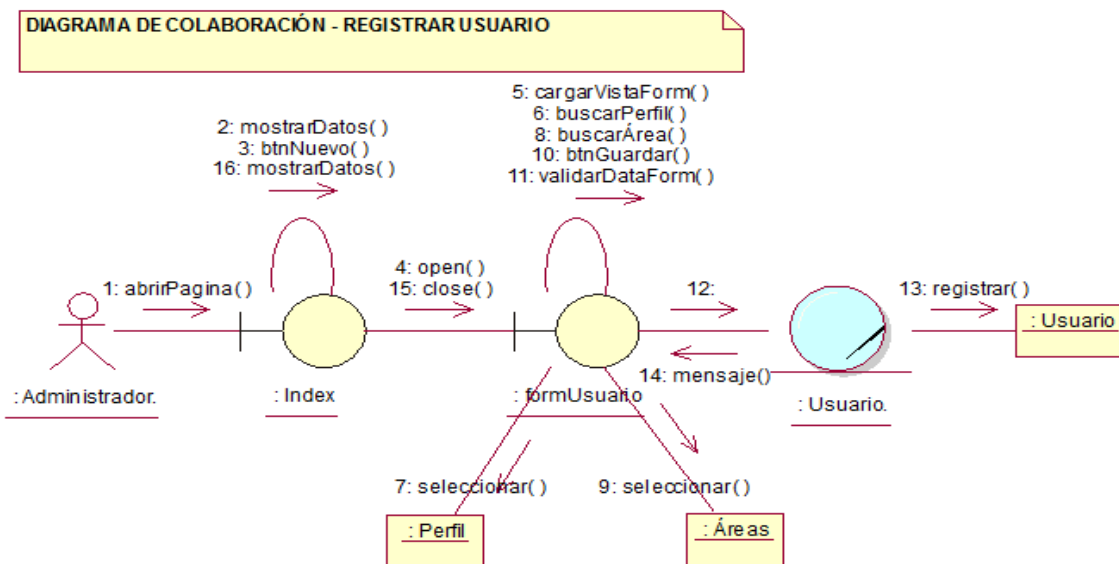 DIAGRAMA DE COLABORACIÓN - REGISTRAR USUARIO
5: cargarVistaForm( )
6: buscarPerfil( )
8: buscarÁrea( )
10: btnGuardar( )
11: validarDataForm( )
2: mostrarDatos( )
3: btnNuevo( )
16: mostrarDatos( )
1: abrirPagina( )
4: open( )
15: close( )
12:
13: registrar( )
: Usuario
14: mensaje()
: Administrador.
: Index
: formUsuario
: Usuario.
7: seleccionar( )
9: seleccionar( )
: Perfil
: Áreas